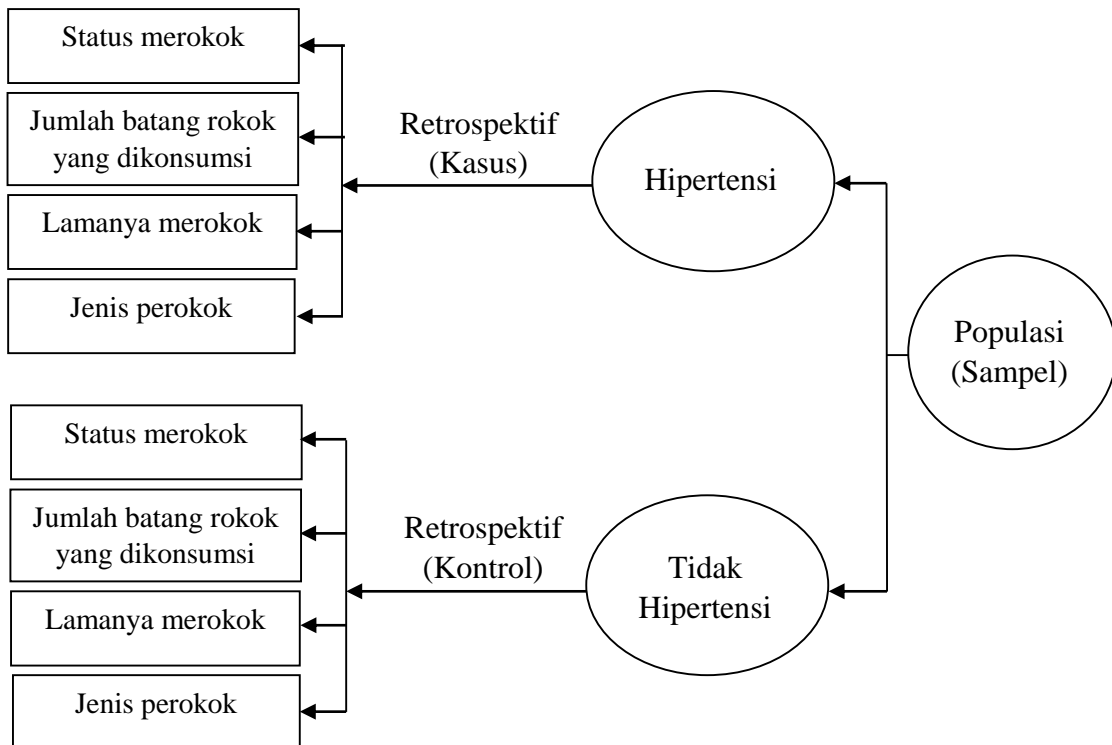 Status merokok
Jumlah batang rokok
yang dikonsumsi
Lamanya merokok
Jenis perokok
Retrospektif
(Kasus)
Hipertensi
Populasi
(Sampel)
Status merokok
Jumlah batang rokok
yang dikonsumsi
Lamanya merokok
Jenis perokok
Retrospektif
(Kontrol)
Tidak
Hipertensi